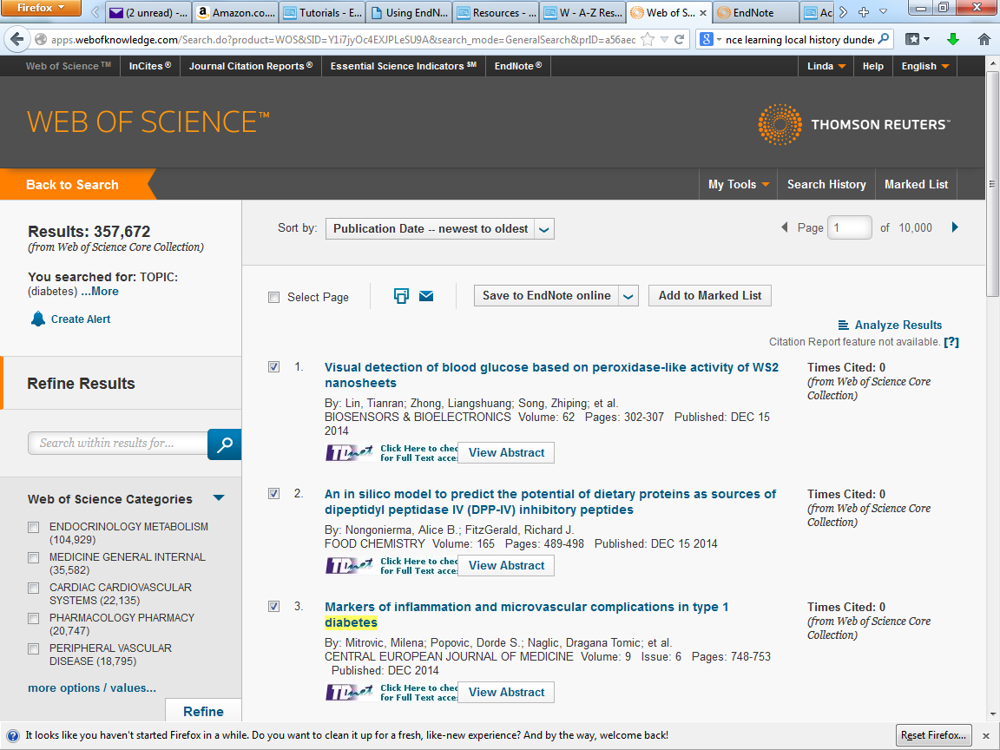 Firefox
(2 unread) -...
Amazon.co....
Tutorials - E...
Using EndN...
Resources - ...
W - A-Z Res...
Web of S...
EndNote
Ac
apps.webofknowledge.com/Search.do?product=WOS&SID=Y1i7jyOc4EXJPLeSU9A&search_mode=GeneralSearch&prID=a56aec
nce learning local history dunde
Web of Science™ InCites® Journal Citation Reports® Essential Science Indicators℠ EndNote® Linda Help English
WEB OF SCIENCE™
THOMSON REUTERS™
Back to Search
My Tools Search History Marked List
Results: 357,672
(from Web of Science Core Collection)
You searched for: TOPIC:
(diabetes) ...More
Create Alert
Refine Results
Search within results for...
Web of Science Categories
ENDOCRINOLOGY METABOLISM
(104,929)
MEDICINE GENERAL INTERNAL
(35,582)
CARDIAC CARDIOVASCULAR
SYSTEMS (22,135)
PHARMACOLOGY PHARMACY
(20,747)
PERIPHERAL VASCULAR
DISEASE (18,795)
more options / values...
Refine
Sort by: Publication Date -- newest to oldest
Page 1 of 10,000
Select Page
Save to EndNote online
Add to Marked List
Analyze Results
Citation Report feature not available. [?]
1. Visual detection of blood glucose based on peroxidase-like activity of WS2
nanosheets
By: Lin, Tianran; Zhong, Liangshuang; Song, Zhiping; et al.
BIOSENSORS & BIOELECTRONICS Volume: 62 Pages: 302-307 Published: DEC 15
2014
TDnet Click Here to chec
for Full Text acce
View Abstract
Times Cited: 0
(from Web of Science Core
Collection)
2. An in silico model to predict the potential of dietary proteins as sources of
dipeptidyl peptidase IV (DPP-IV) inhibitory peptides
By: Nongonierma, Alice B.; FitzGerald, Richard J.
FOOD CHEMISTRY Volume: 165 Pages: 489-498 Published: DEC 15 2014
TDnet Click Here to chec
for Full Text acce
View Abstract
Times Cited: 0
(from Web of Science Core
Collection)
3. Markers of inflammation and microvascular complications in type 1
diabetes
By: Mitrovic, Milena; Popovic, Dorde S.; Naglic, Dragana Tomic; et al.
CENTRAL EUROPEAN JOURNAL OF MEDICINE Volume: 9 Issue: 6 Pages: 748-753
Published: DEC 2014
TDnet Click Here to chec
for Full Text acce
View Abstract
Times Cited: 0
(from Web of Science Core
Collection)
It looks like you haven't started Firefox in a while. Do you want to clean it up for a fresh, like-new experience? And by the way, welcome back!
Reset Firefox...